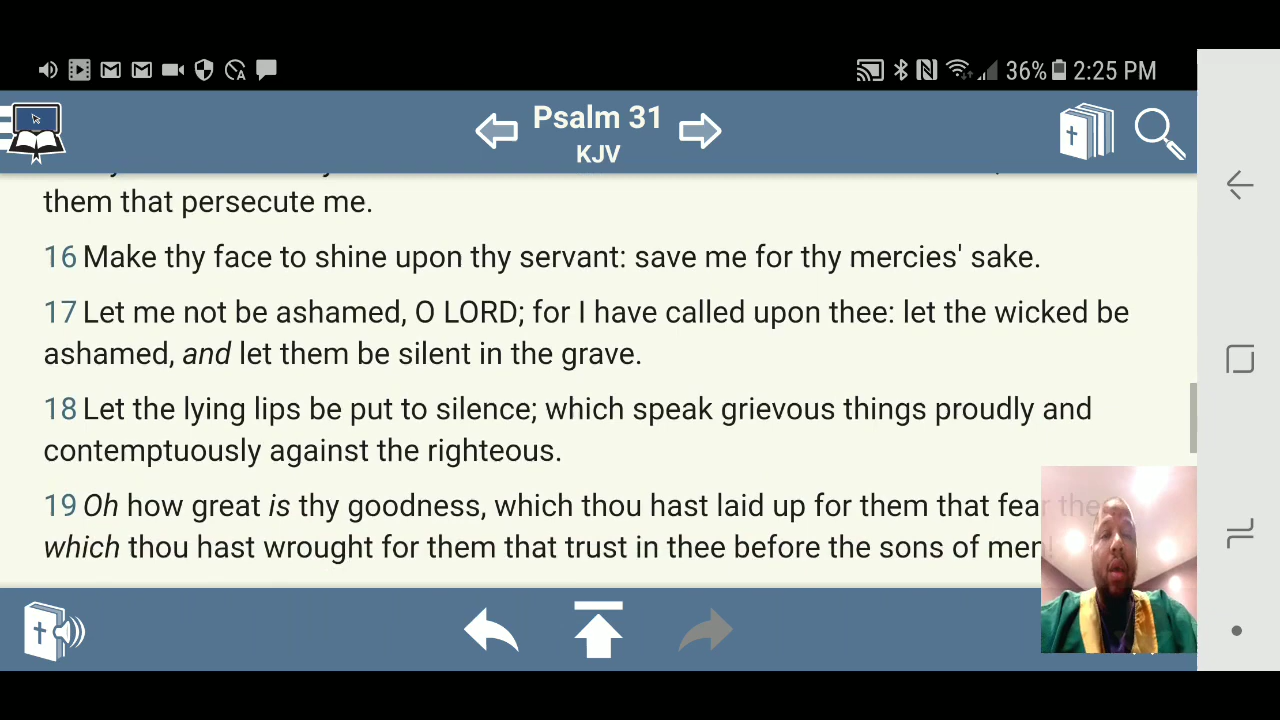 36% 2:25 PM
Psalm 31
KJV
them that persecute me.
16 Make thy face to shine upon thy servant: save me for thy mercies' sake.
17 Let me not be ashamed, O LORD; for I have called upon thee: let the wicked be
ashamed, and let them be silent in the grave.
18 Let the lying lips be put to silence; which speak grievous things proudly and
contemptuously against the righteous.
19 Oh how great is thy goodness, which thou hast laid up for them that fear
which thou hast wrought for them that trust in thee before the sons of men!